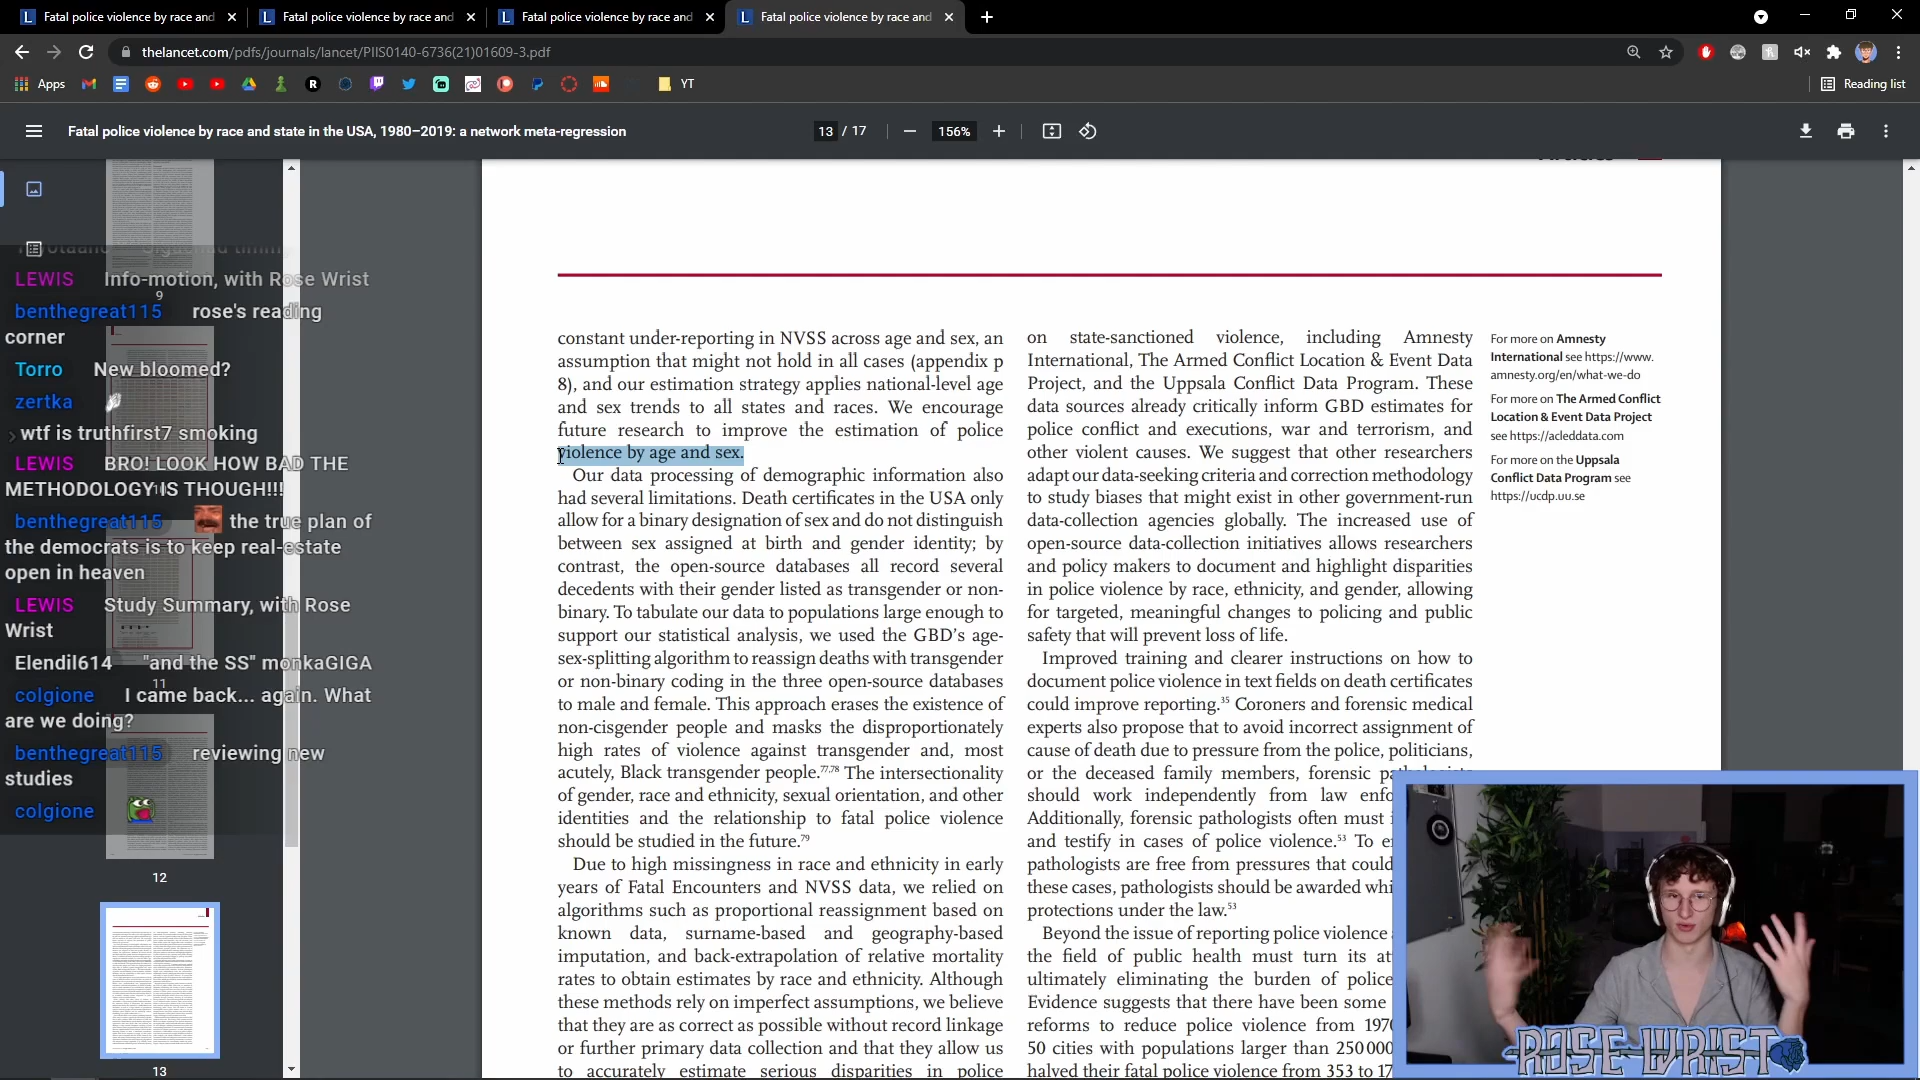 Fatal police violence by race and
Fatal police violence by race and
Fatal police violence by race and
Fatal police violence by race and
thelancet.com/pdfs/journals/lancet/PIIS0140-6736(21)01609-3.pdf
Apps
YT
Reading list
Fatal police violence by race and state in the USA, 1980–2019: a network meta-regression
13 / 17
156%
LEWIS Info-motion, with Rose Wrist
9
benthegreat115 rose's reading
corner
Torro New bloomed?
zertka
wtf is truthfirst7 smoking
LEWIS BRO! LOOK HOW BAD THE
METHODOLOGY IS THOUGH!!!
10
benthegreat115 the true plan of
the democrats is to keep real-estate
open in heaven
LEWIS Study Summary, with Rose
Wrist
Elendil614 "and the SS" monkaGIGA
11
colgione I came back... again. What
are we doing?
benthegreat115 reviewing new
studies
colgione
12
13
constant under-reporting in NVSS across age and sex, an
assumption that might not hold in all cases (appendix p
8), and our estimation strategy applies national-level age
and sex trends to all states and races. We encourage
future research to improve the estimation of police
violence by age and sex.
Our data processing of demographic information also
had several limitations. Death certificates in the USA only
allow for a binary designation of sex and do not distinguish
between sex assigned at birth and gender identity; by
contrast, the open-source databases all record several
decedents with their gender listed as transgender or non-
binary. To tabulate our data to populations large enough to
support our statistical analysis, we used the GBD's age-
sex-splitting algorithm to reassign deaths with transgender
or non-binary coding in the three open-source databases
to male and female. This approach erases the existence of
non-cisgender people and masks the disproportionately
high rates of violence against transgender and, most
acutely, Black transgender people.77,78 The intersectionality
of gender, race and ethnicity, sexual orientation, and other
identities and the relationship to fatal police violence
should be studied in the future.79
Due to high missingness in race and ethnicity in early
years of Fatal Encounters and NVSS data, we relied on
algorithms such as proportional reassignment based on
known data, surname-based and geography-based
imputation, and back-extrapolation of relative mortality
rates to obtain estimates by race and ethnicity. Although
these methods rely on imperfect assumptions, we believe
that they are as correct as possible without record linkage
or further primary data collection and that they allow us
to accurately estimate serious disparities in police
on state-sanctioned violence, including Amnesty
International, The Armed Conflict Location & Event Data
Project, and the Uppsala Conflict Data Program. These
data sources already critically inform GBD estimates for
police conflict and executions, war and terrorism, and
other violent causes. We suggest that other researchers
adapt our data-seeking criteria and correction methodology
to study biases that might exist in other government-run
data-collection agencies globally. The increased use of
open-source data-collection initiatives allows researchers
and policy makers to document and highlight disparities
in police violence by race, ethnicity, and gender, allowing
for targeted, meaningful changes to policing and public
safety that will prevent loss of life.
Improved training and clearer instructions on how to
document police violence in text fields on death certificates
could improve reporting.35 Coroners and forensic medical
experts also propose that to avoid incorrect assignment of
cause of death due to pressure from the police, politicians,
or the deceased family members, forensic
should work independently from law
Additionally, forensic pathologists often must
and testify in cases of police violence.53 To
pathologists are free from pressures that could
these cases, pathologists should be awarded
protections under the law.53
Beyond the issue of reporting police violence
the field of public health must turn its
ultimately eliminating the burden of police
Evidence suggests that there have been some
reforms to reduce police violence from
50 cities with populations larger than 250 000
halved their fatal police violence from 353 to
For more on Amnesty
International see https://www.
amnesty.org/en/what-we-do
For more on The Armed Conflict
Location & Event Data Project
see https://acleddata.com
For more on the Uppsala
Conflict Data Program see
https://ucdp.uu.se
ROSE WRIST